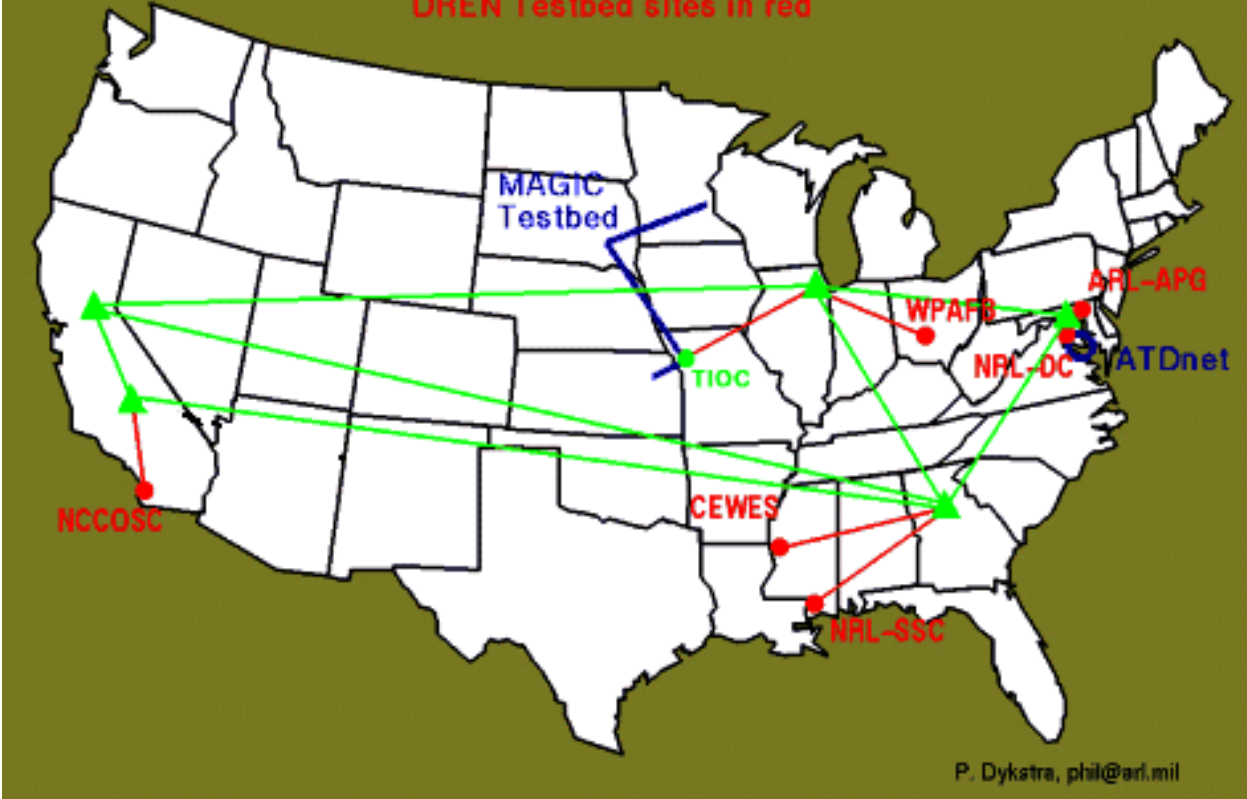 DREN Testbed sites in red
MAGIC
Testbed
ARL-APG
WPAFB
NRL-DC
ATDnet
TIOC
CEWES
NCCOSC
NRL-SSC
P. Dykstra, phil@arl.mil